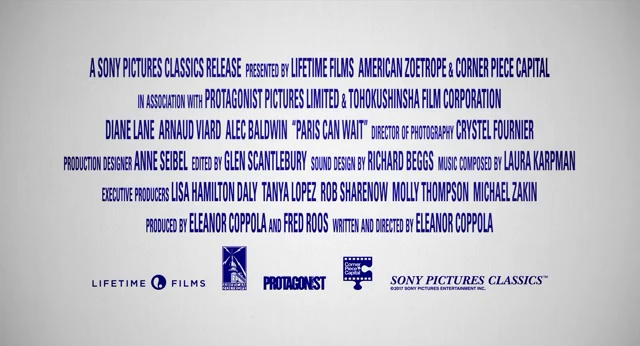 A SONY PICTURES CLASSICS RELEASE PRESENTED BY LIFETIME FILMS AMERICAN ZOETROPE & CORNER PIECE CAPITAL
IN ASSOCIATION WITH PROTAGONIST PICTURES LIMITED & TOHOKUSHINSHA FILM CORPORATION
DIANE LANE ARNAUD VIARD ALEC BALDWIN "PARIS CAN WAIT" DIRECTOR OF PHOTOGRAPHY CRYSTEL FOURNIER
PRODUCTION DESIGNER ANNE SEIBEL EDITED BY GLEN SCANTLEBURY SOUND DESIGN BY RICHARD BEGGS MUSIC COMPOSED BY LAURA KARPMAN
EXECUTIVE PRODUCERS LISA HAMILTON DALY TANYA LOPEZ ROB SHARENOW MOLLY THOMPSON MICHAEL ZAKIN
PRODUCED BY ELEANOR COPPOLA AND FRED ROOS WRITTEN AND DIRECTED BY ELEANOR COPPOLA
LIFETIME FILMS PROTAGONIST Corner Piece Capital SONY PICTURES CLASSICS™
©2017 SONY PICTURES ENTERTAINMENT INC.